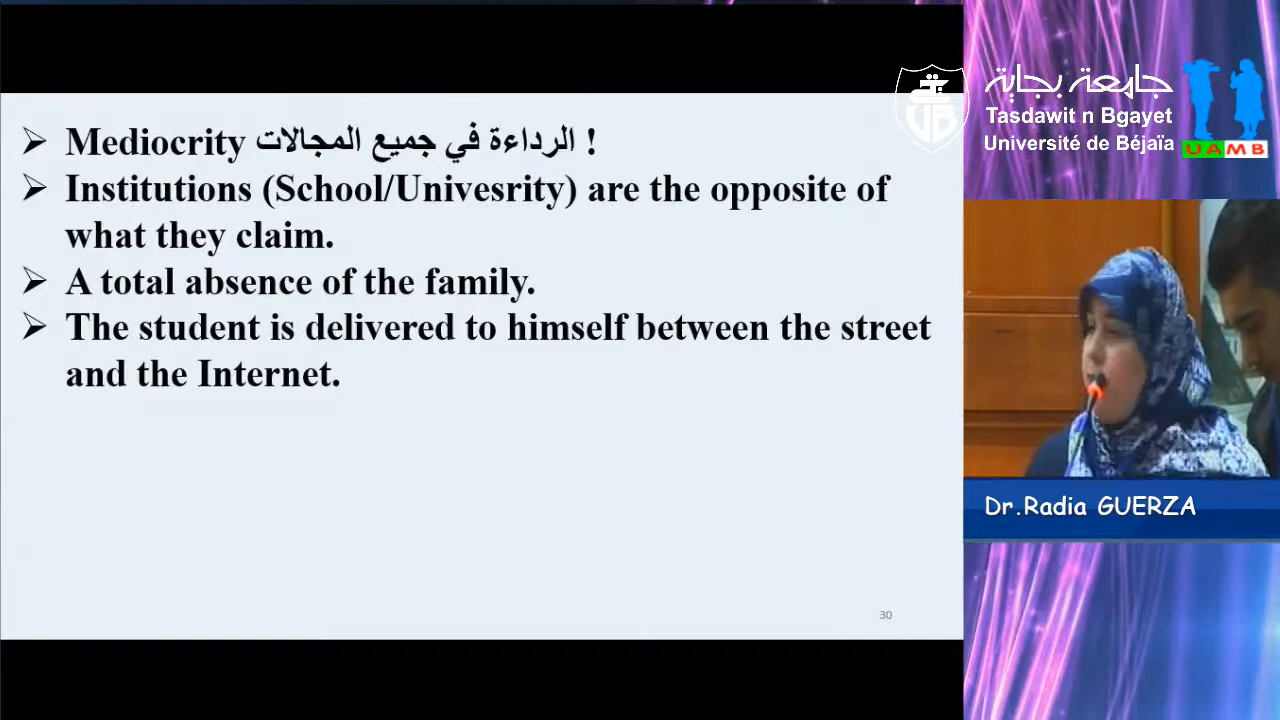 Mediocrity الرداءة في جميع المجالات !
Institutions (School/Univesrity) are the opposite of
what they claim.
A total absence of the family.
The student is delivered to himself between the street
and the Internet.
30
جامعة بجاية
Tasdawit n Bgayet
Université de Béjaïa
UAMB
Dr.Radia GUERZA